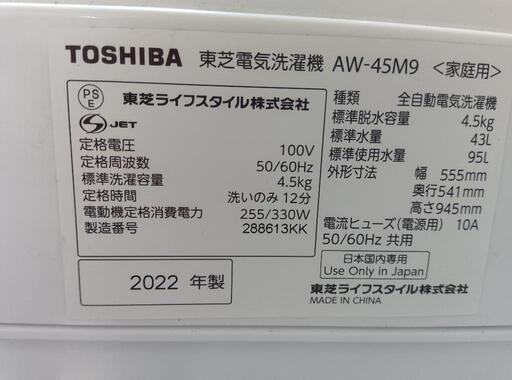 TOSHIBA 東芝電気洗濯機 AW-45M9 <家庭用>
PS
E
東芝ライフスタイル株式会社
S JET
定格電圧 100V
定格周波数 50/60Hz
標準洗濯容量 4.5kg
定格時間 洗いのみ 12分
電動機定格消費電力 255/330W
製造番号 288613KK
2022 年製
種類 全自動電気洗濯機
標準脱水容量 4.5kg
標準水量 43L
標準使用水量 95L
外形寸法 幅 555mm
奥行541mm
高さ945mm
電流ヒューズ(電源用) 10A
50/60Hz 共用
日本国内専用
Use Only in Japan
東芝ライフスタイル株式会社
MADE IN CHINA